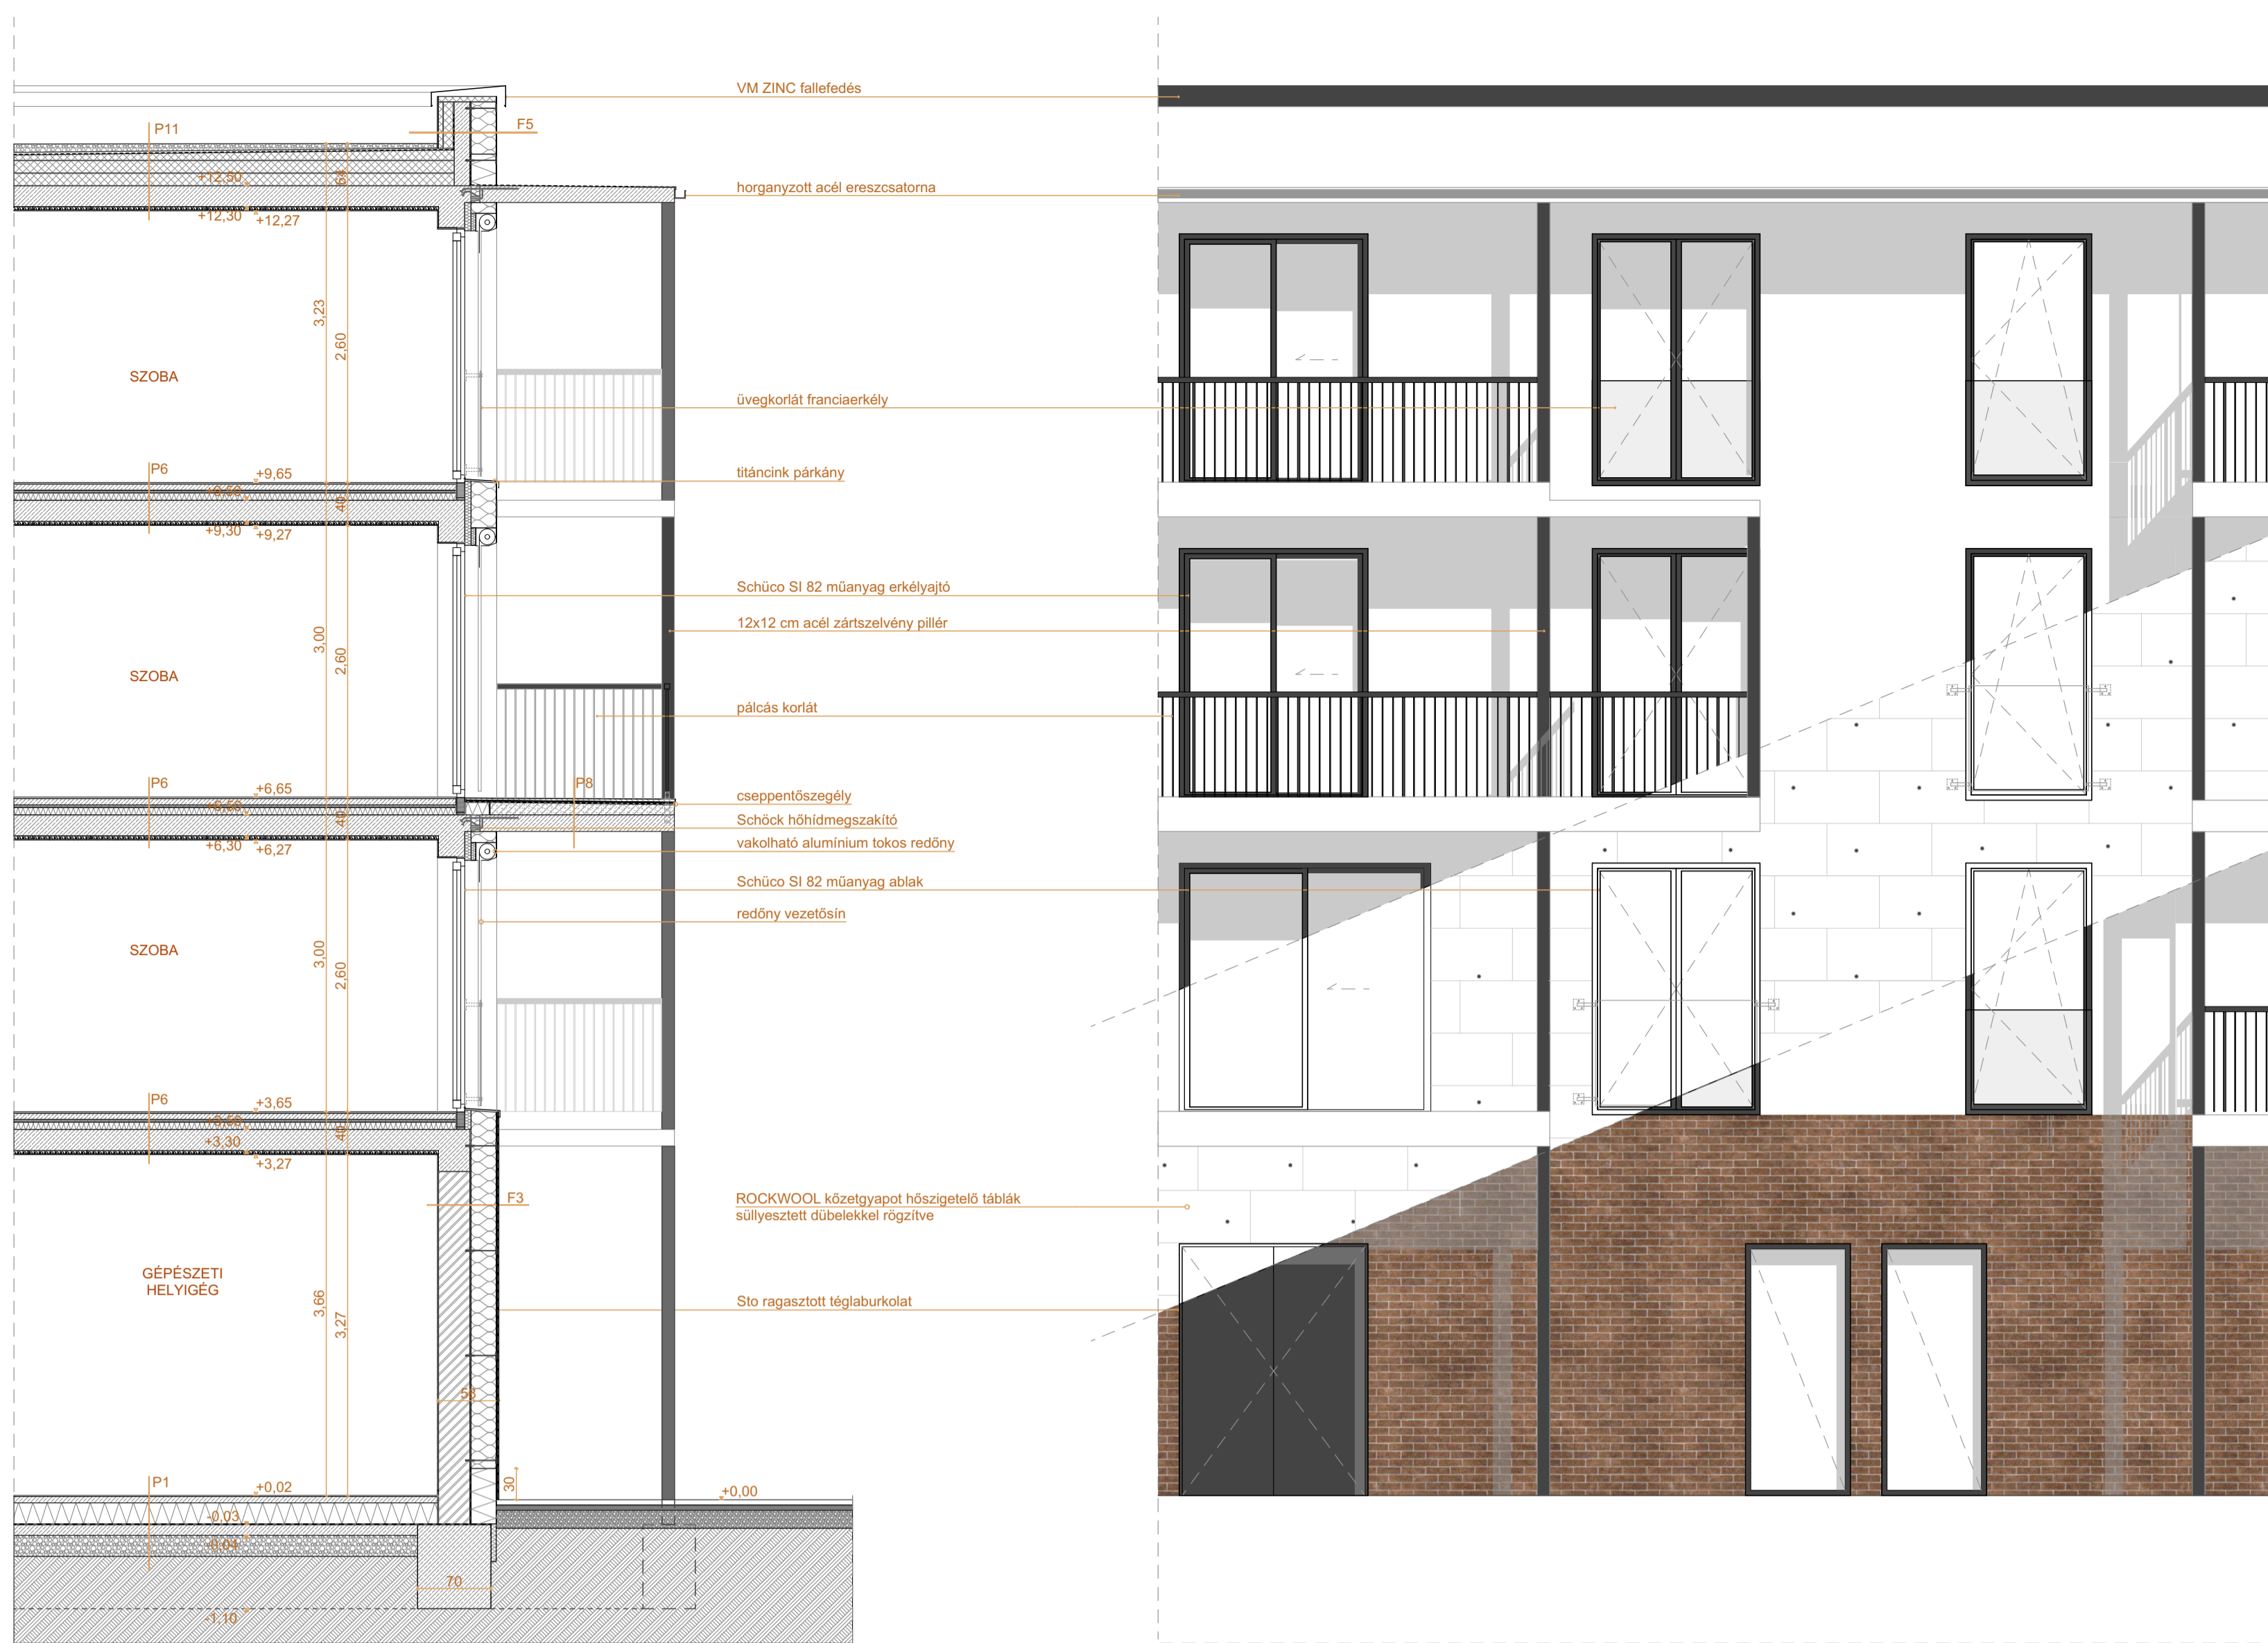 VM ZINC fallefedés
P11
F5
+12,50
64
horganyzott acél ereszcsatorna
+12,30
+12,27
3,23
2,60
SZOBA
üvegkorlát franciaerkély
P6
+9,65
titáncink párkány
+9,50
40
+9,30
+9,27
Schüco SI 82 műanyag erkélyajtó
12x12 cm acél zártszelvény pillér
3,00
2,60
SZOBA
pálcás korlát
P6
+6,65
P8
cseppentőszegély
+6,50
40
Schöck hőhídmegszakító
+6,30
+6,27
vakolható alumínium tokos redőny
Schüco SI 82 műanyag ablak
redőny vezetősín
SZOBA
3,00
2,60
P6
+3,65
+3,50
40
+3,30
+3,27
F3
ROCKWOOL kőzetgyapot hőszigetelő táblák
süllyesztett dübelekkel rögzítve
GÉPÉSZETI
HELYIGÉG
3,66
3,27
Sto ragasztott téglaburkolat
P1
+0,02
30
+0,00
-0,03
70
-1,10